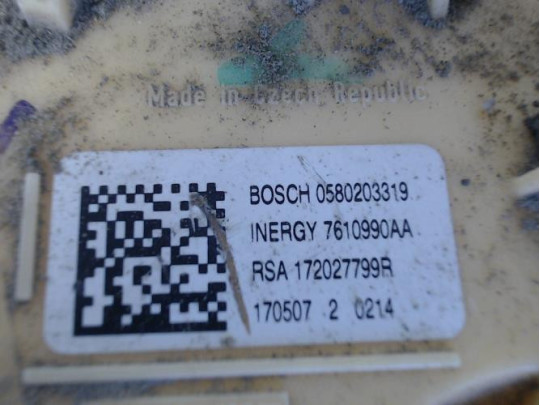 Made in Czech Republic
BOSCH 0580203319
INERGY 7610990AA
RSA 172027799R
170507 2 0214